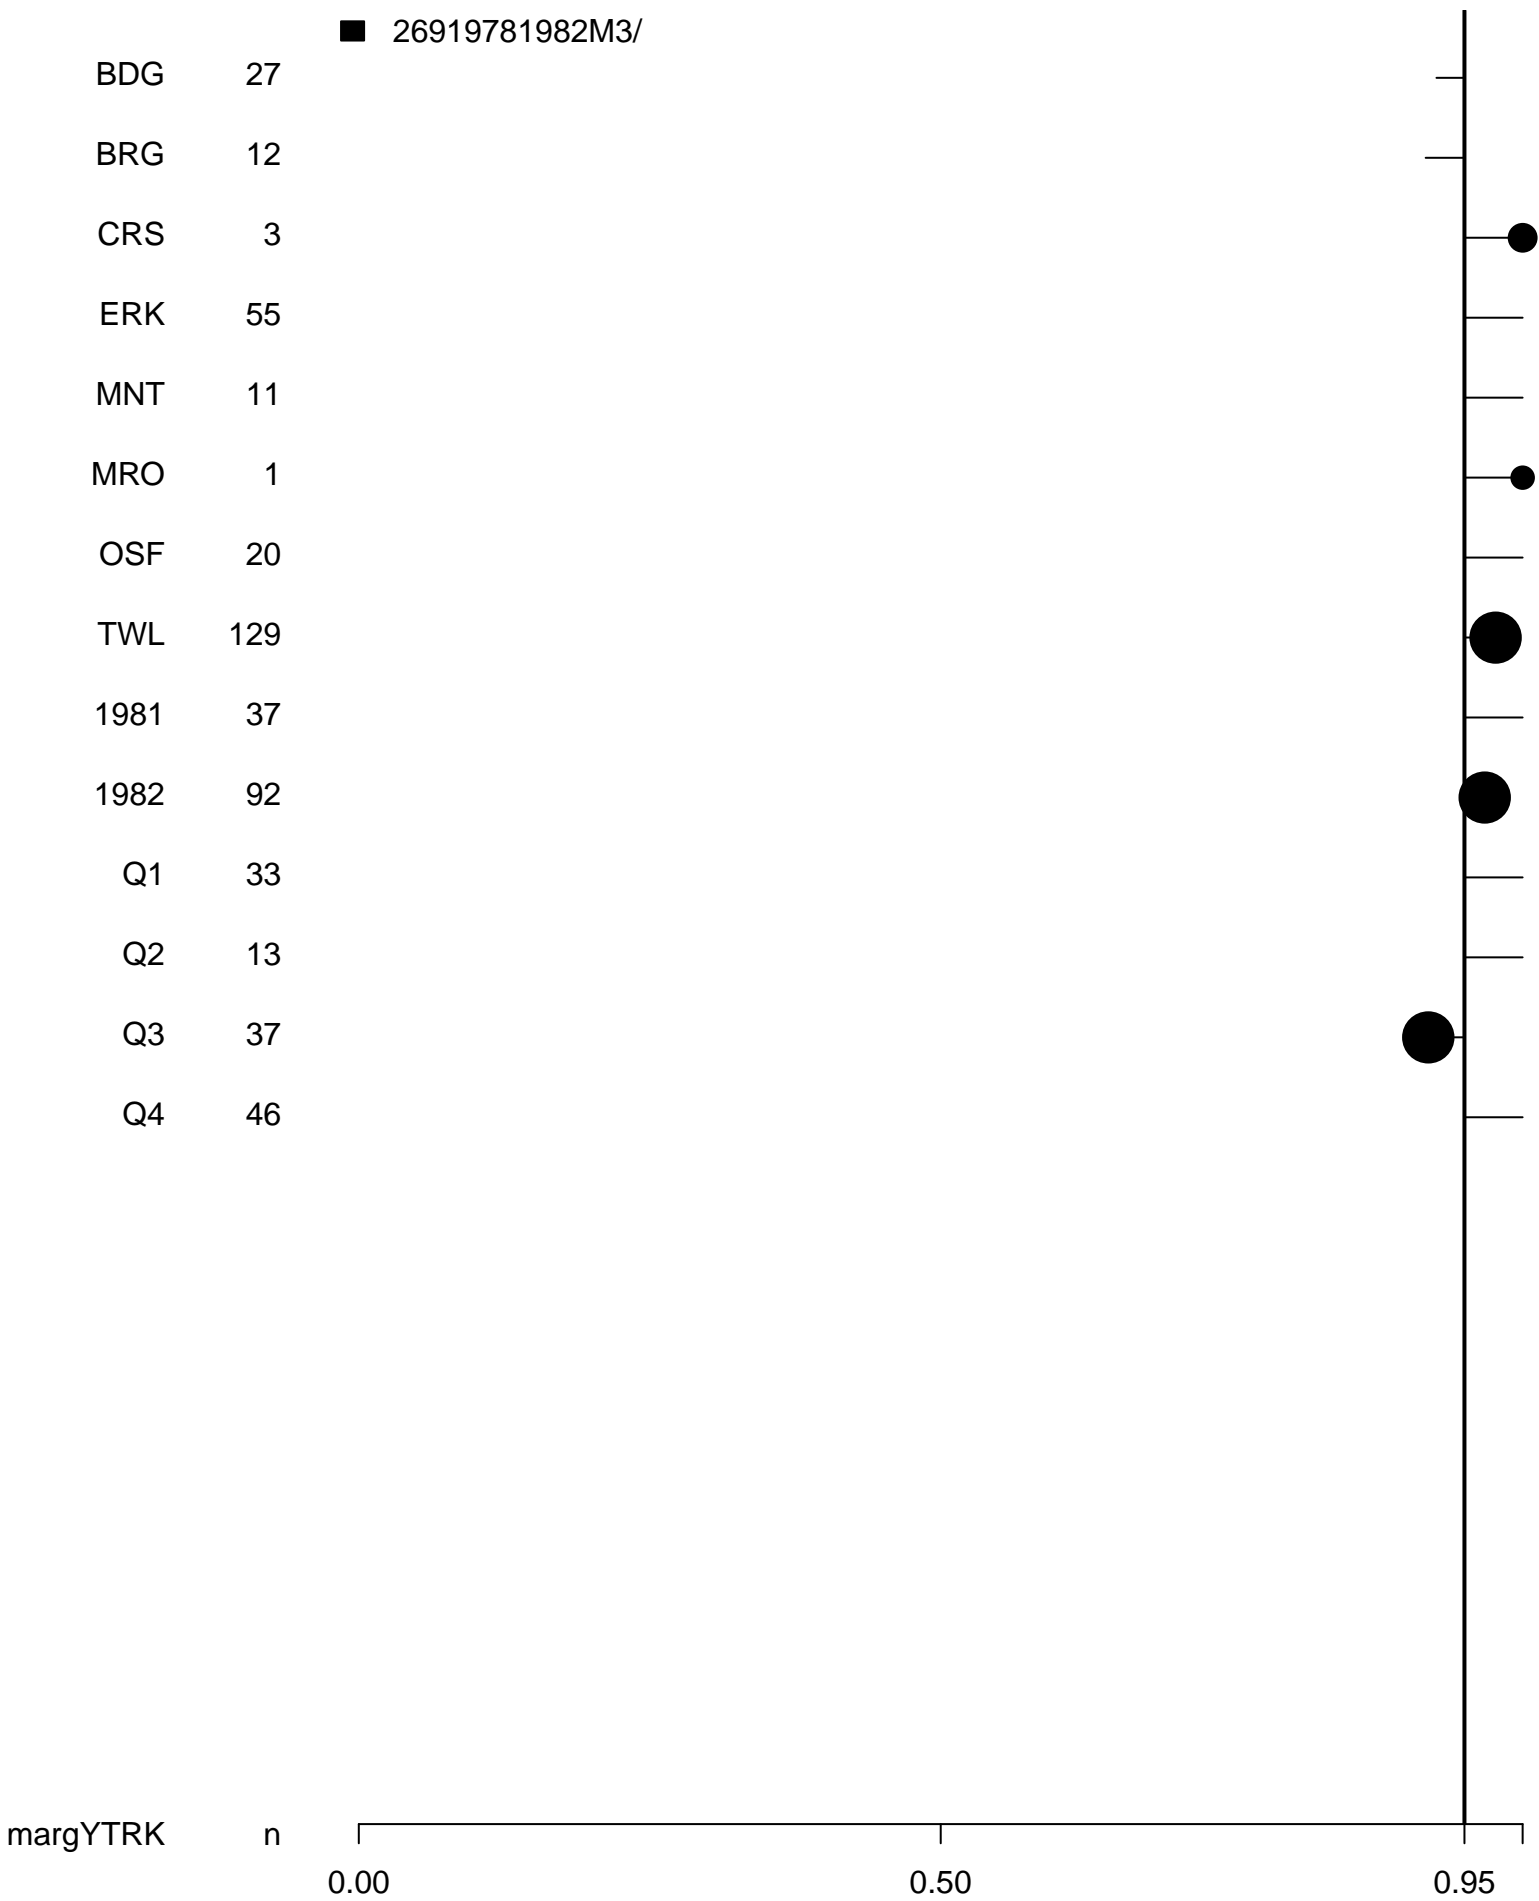 26919781982M3/
BDG 27
BRG 12
CRS 3
ERK 55
MNT 11
MRO 1
OSF 20
TWL 129
1981 37
1982 92
Q1 33
Q2 13
Q3 37
Q4 46
margYTRK n
0.00 0.50 0.95